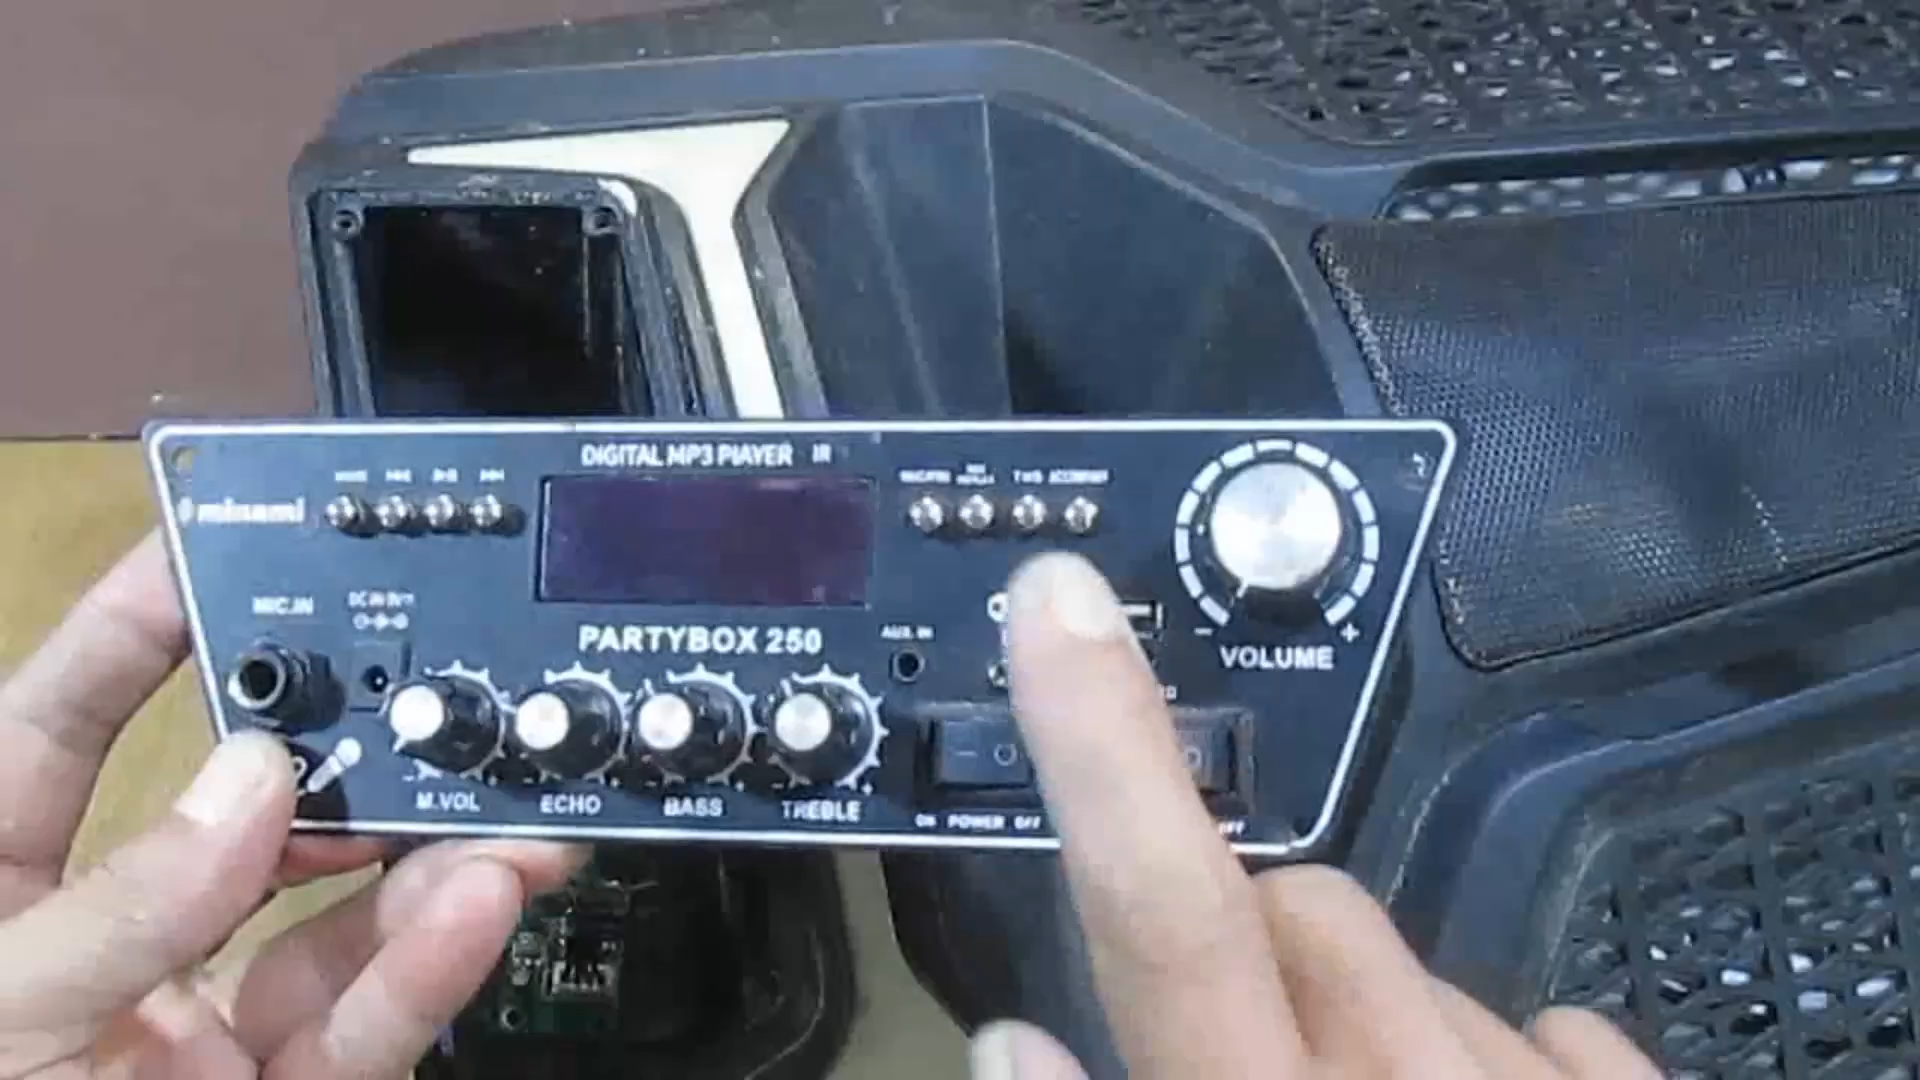 DIGITAL MP3 PIAYER IR
minami
TWS
MIC.IN
PARTYBOX 250
AUX. IN
VOLUME
M.VOL ECHO BASS TREBLE
ON POWER OFF